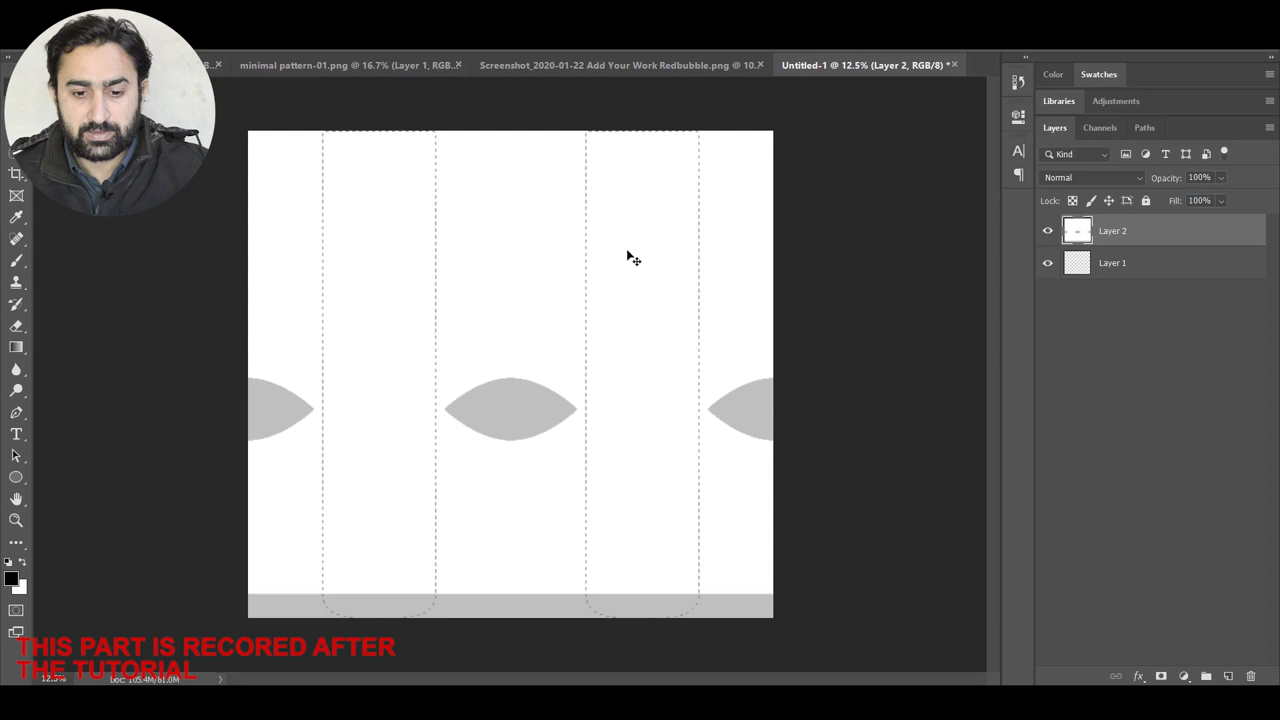 minimal pattern-01.png @ 16.7% (Layer 1, RGB... Screenshot_2020-01-22 Add Your Work Redbubble.png @ 10. Untitled-1 @ 12.5% (Layer 2, RGB/8) *
Color Swatches
Libraries Adjustments
Layers Channels Paths
Kind
Normal Opacity: 100%
Lock: Fill: 100%
Layer 2
Layer 1
THIS PART IS RECORED AFTER
THE TUTORIAL
12.5% Doc: 105.4M/81.0M